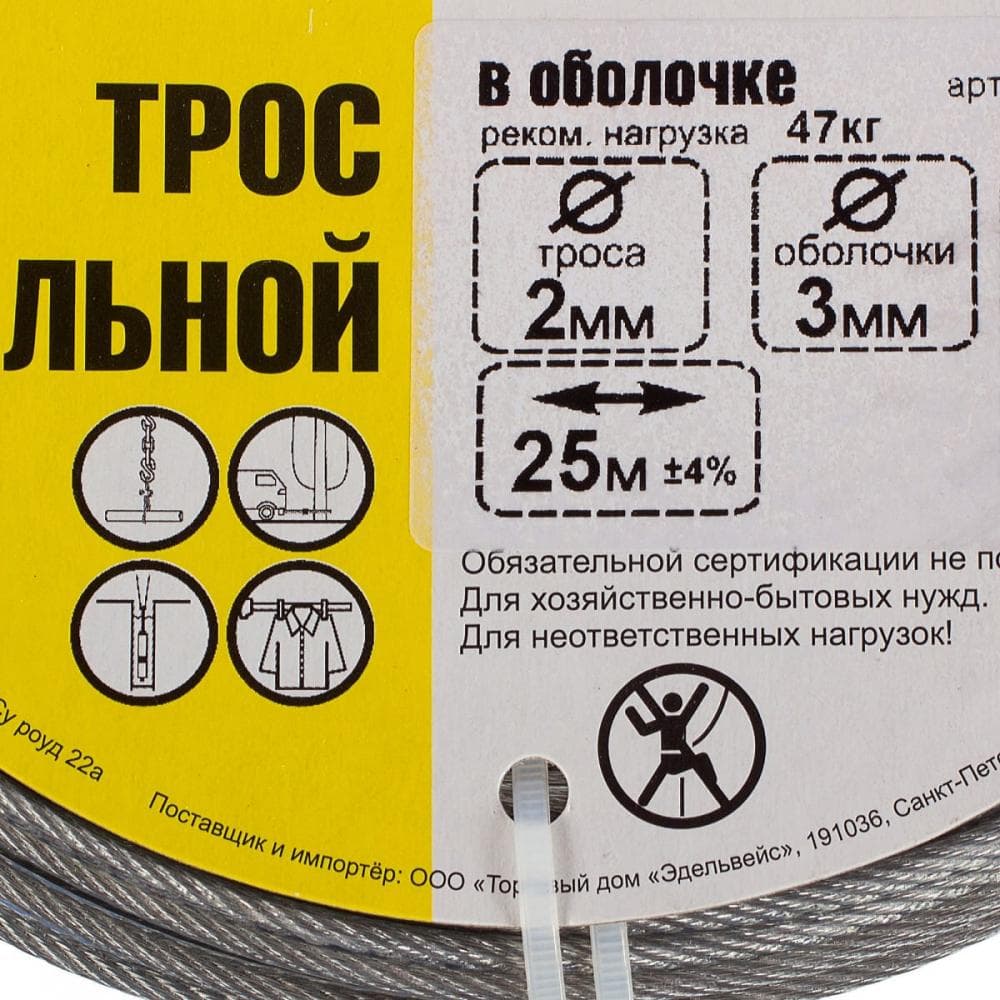 ТРОС
ЛЬНОЙ
в оболочке
арт
реком. нагрузка 47кг
троса
2мм
оболочки
3мм
25м ±4%
Обязательной сертификации не по
Для хозяйственно-бытовых нужд.
Для неответственных нагрузок!
Су роуд 22а
Поставщик и импортёр: ООО «Тор вый дом «Эдельвейс», 191036, Санкт-Пете